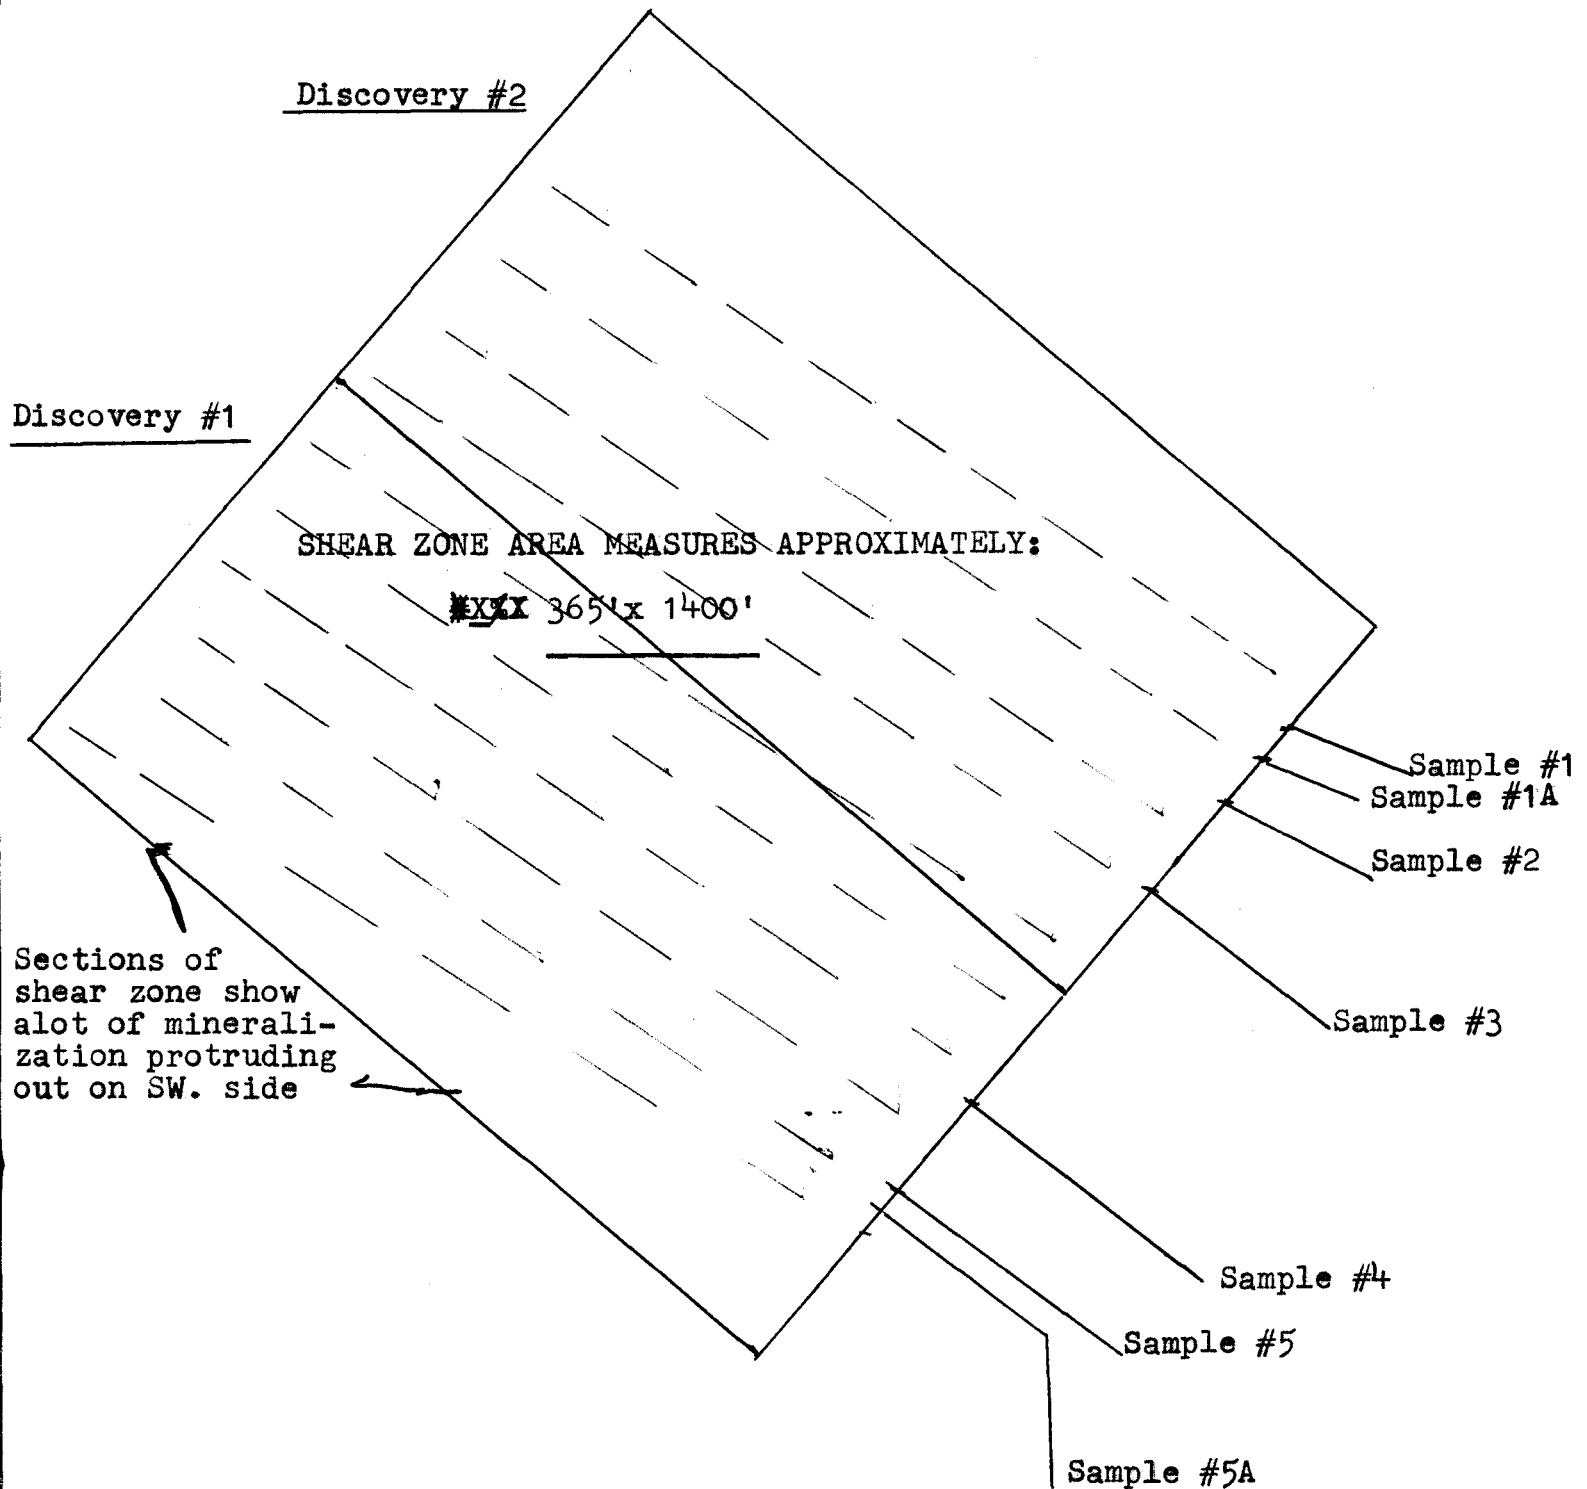 Discovery #2
Discovery #1
SHEAR ZONE AREA MEASURES APPROXIMATELY:
365'x 1400'
Sample #1
Sample #1A
Sample #2
Sections of
shear zone show
alot of minerali-
zation protruding
out on SW. side
Sample #3
Sample #4
Sample #5
Sample #5A